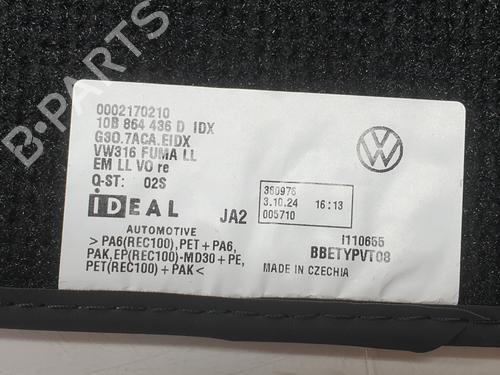 B-PARTS
0002170210
10B 864 436 D IDX
G30.7ACA.EIDX
VW316 FUMA LL
EM LL VO re
Q-ST: 02S
IDEAL
AUTOMOTIVE
JA2
380976
3.10.24 16:13
005710
>PA6(REC100),PET+PA6,
PAK,EP(REC100)-MD30+PE,
PET(REC100)+PAK<
I110655
BBETYPVT08
MADE IN CZECHIA